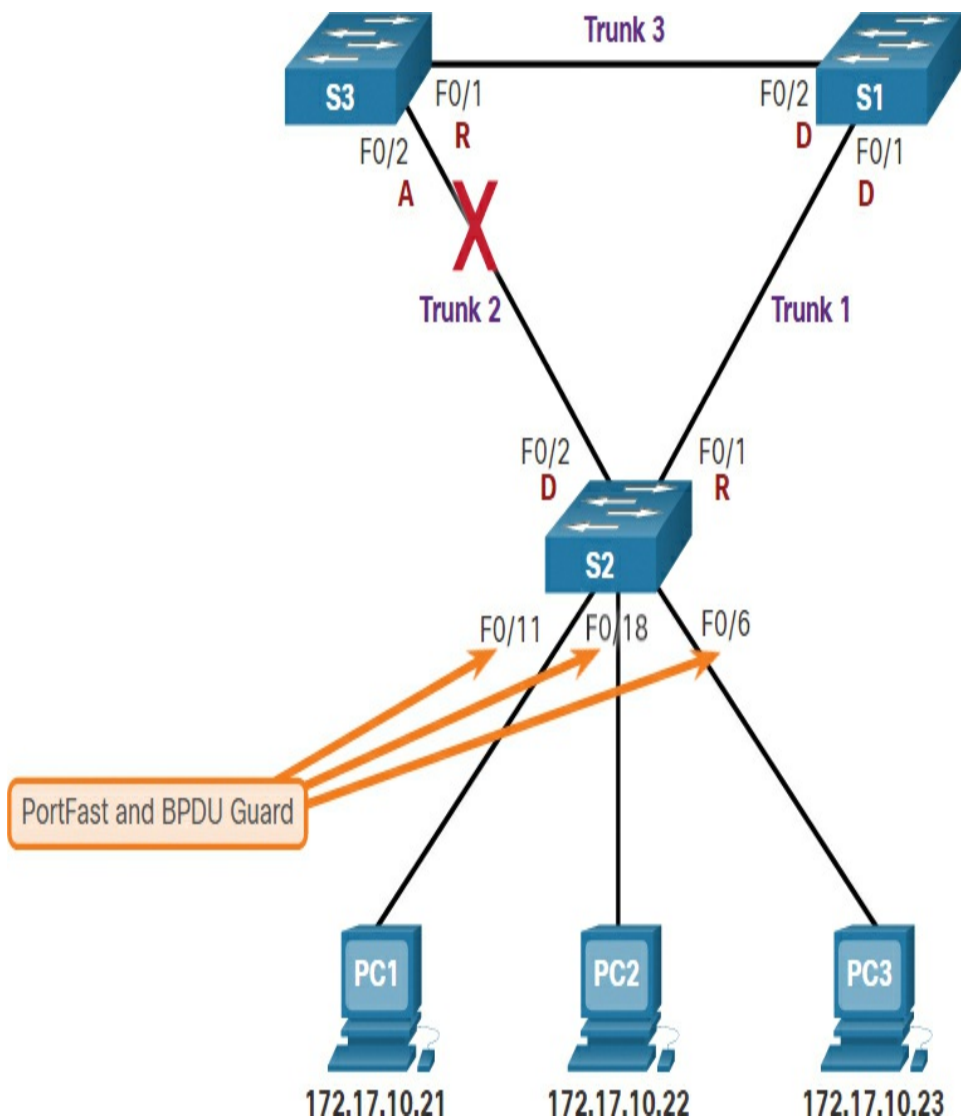 Trunk 3
S3
S1
F0/1
R
F0/2
D
F0/2
A
F0/1
D
Trunk 2
Trunk 1
F0/2
D
F0/1
R
S2
F0/11
F0/18
F0/6
PortFast and BPDU Guard
PC1
PC2
PC3
172.17.10.21
172.17.10.22
172.17.10.23